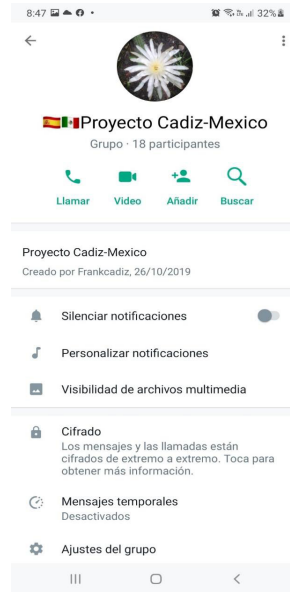 8:47
32%
🇪🇸🇲🇽Proyecto Cadiz-Mexico
Grupo · 18 participantes
Llamar Video Añadir Buscar
Proyecto Cadiz-Mexico
Creado por Frankcadiz, 26/10/2019
Silenciar notificaciones
Personalizar notificaciones
Visibilidad de archivos multimedia
Cifrado
Los mensajes y las llamadas están
cifrados de extremo a extremo. Toca para
obtener más información.
Mensajes temporales
Desactivados
Ajustes del grupo